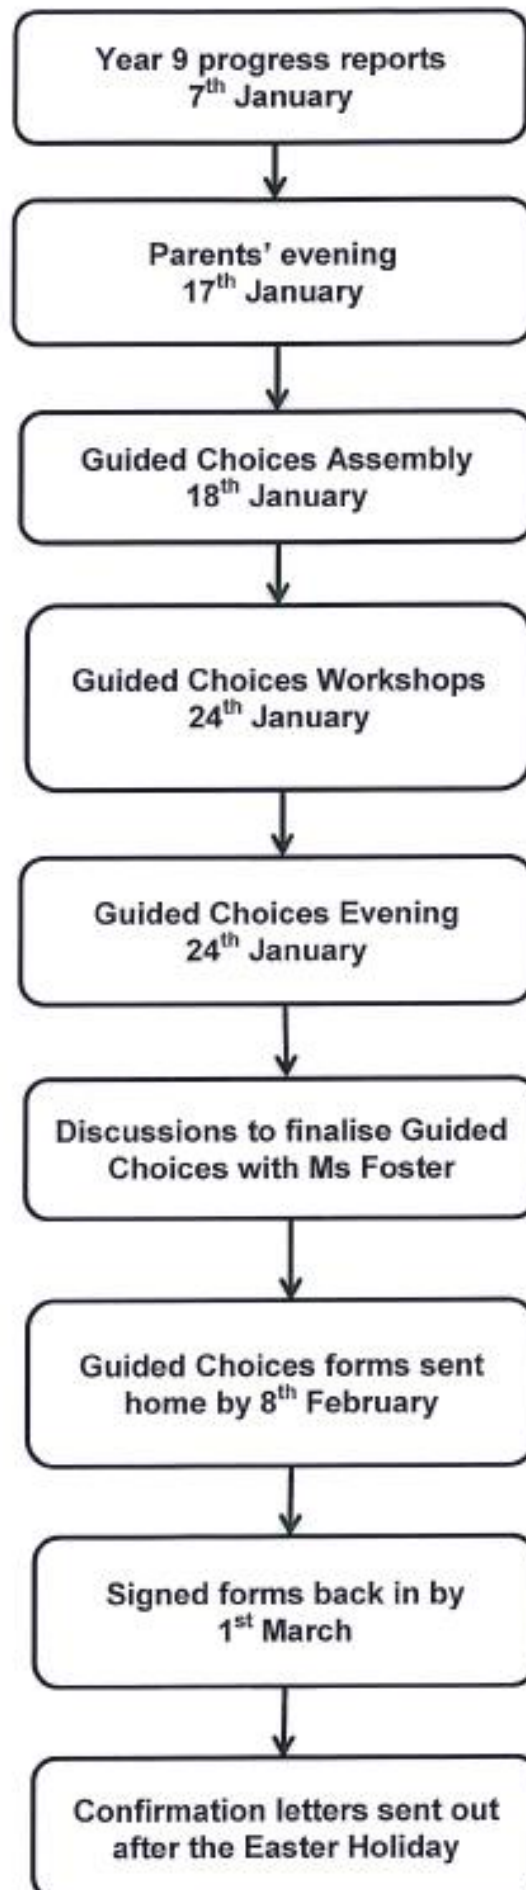 Year 9 progress reports
7th January
Parents' evening
17th January
Guided Choices Assembly
18th January
Guided Choices Workshops
24th January
Guided Choices Evening
24th January
Discussions to finalise Guided
Choices with Ms Foster
Guided Choices forms sent
home by 8th February
Signed forms back in by
1st March
Confirmation letters sent out
after the Easter Holiday